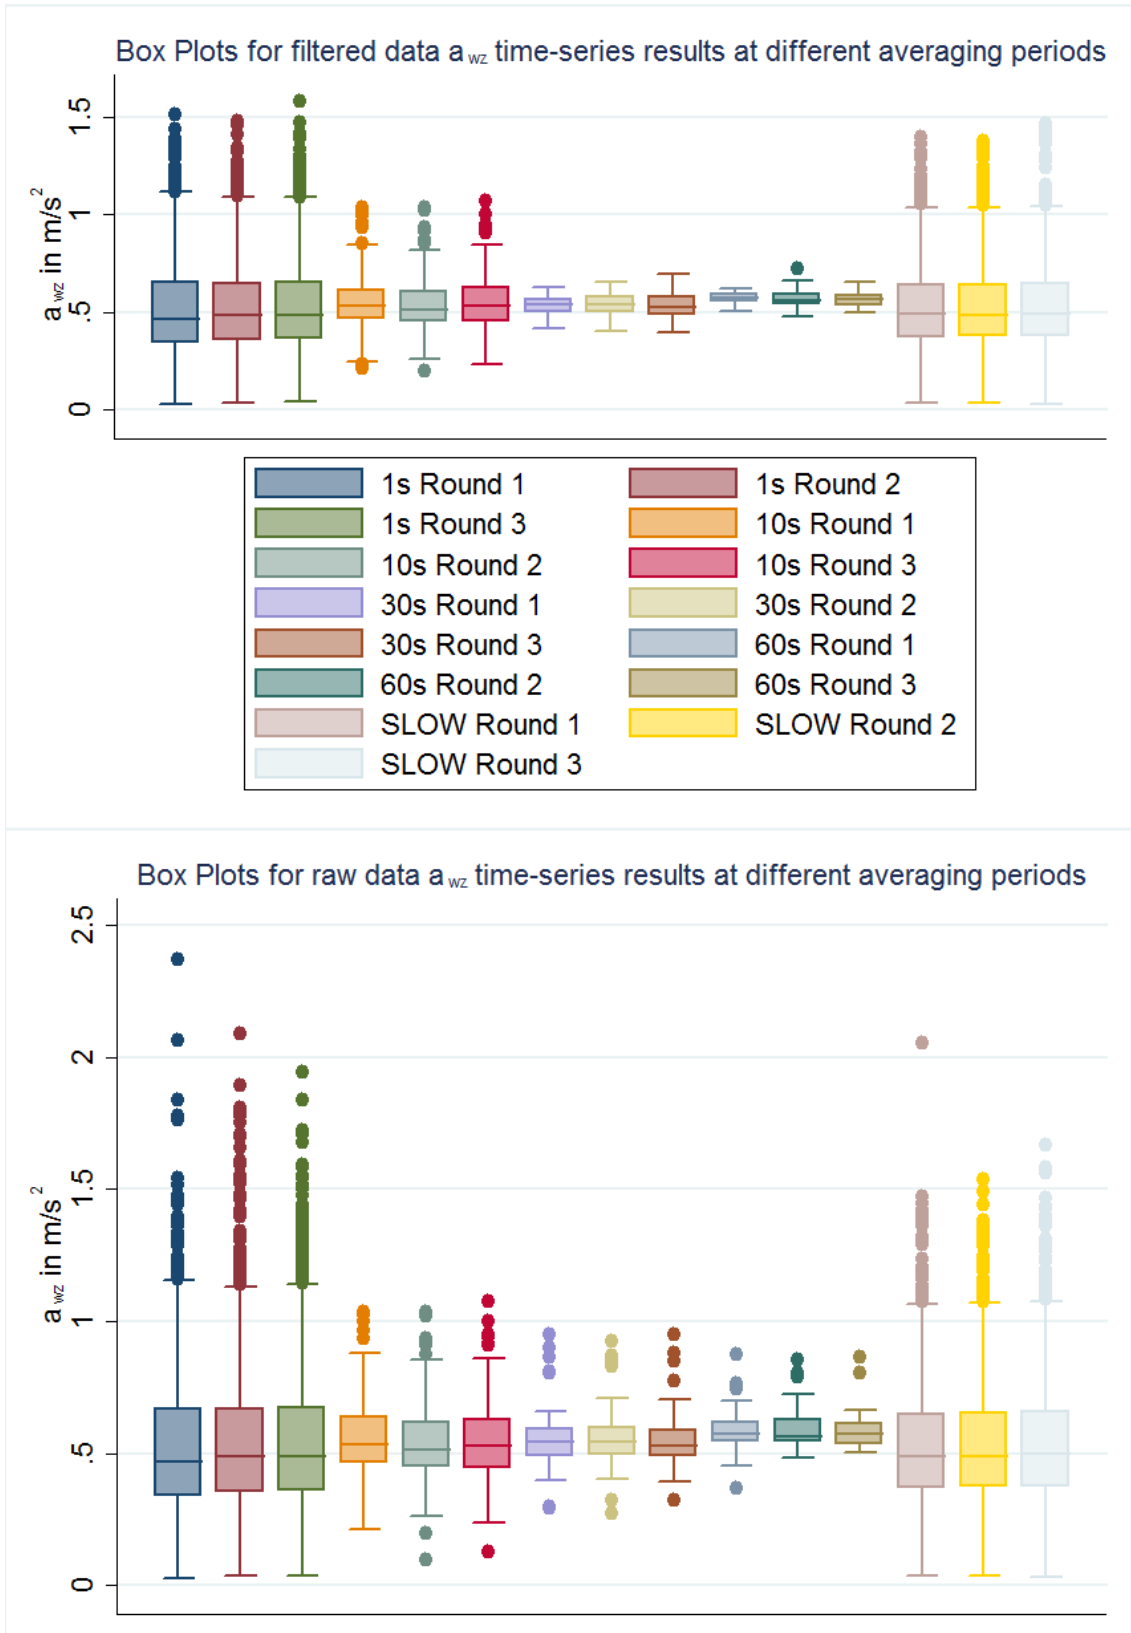 Box Plots for filtered data a wz time-series results at different averaging periods
1.5
1
.5
0
a wz in m/s 2
1s Round 1 1s Round 2
1s Round 3 10s Round 1
10s Round 2 10s Round 3
30s Round 1 30s Round 2
30s Round 3 60s Round 1
60s Round 2 60s Round 3
SLOW Round 1 SLOW Round 2
SLOW Round 3
Box Plots for raw data a wz time-series results at different averaging periods
2.5
2
1.5
1
.5
0
a wz in m/s 2